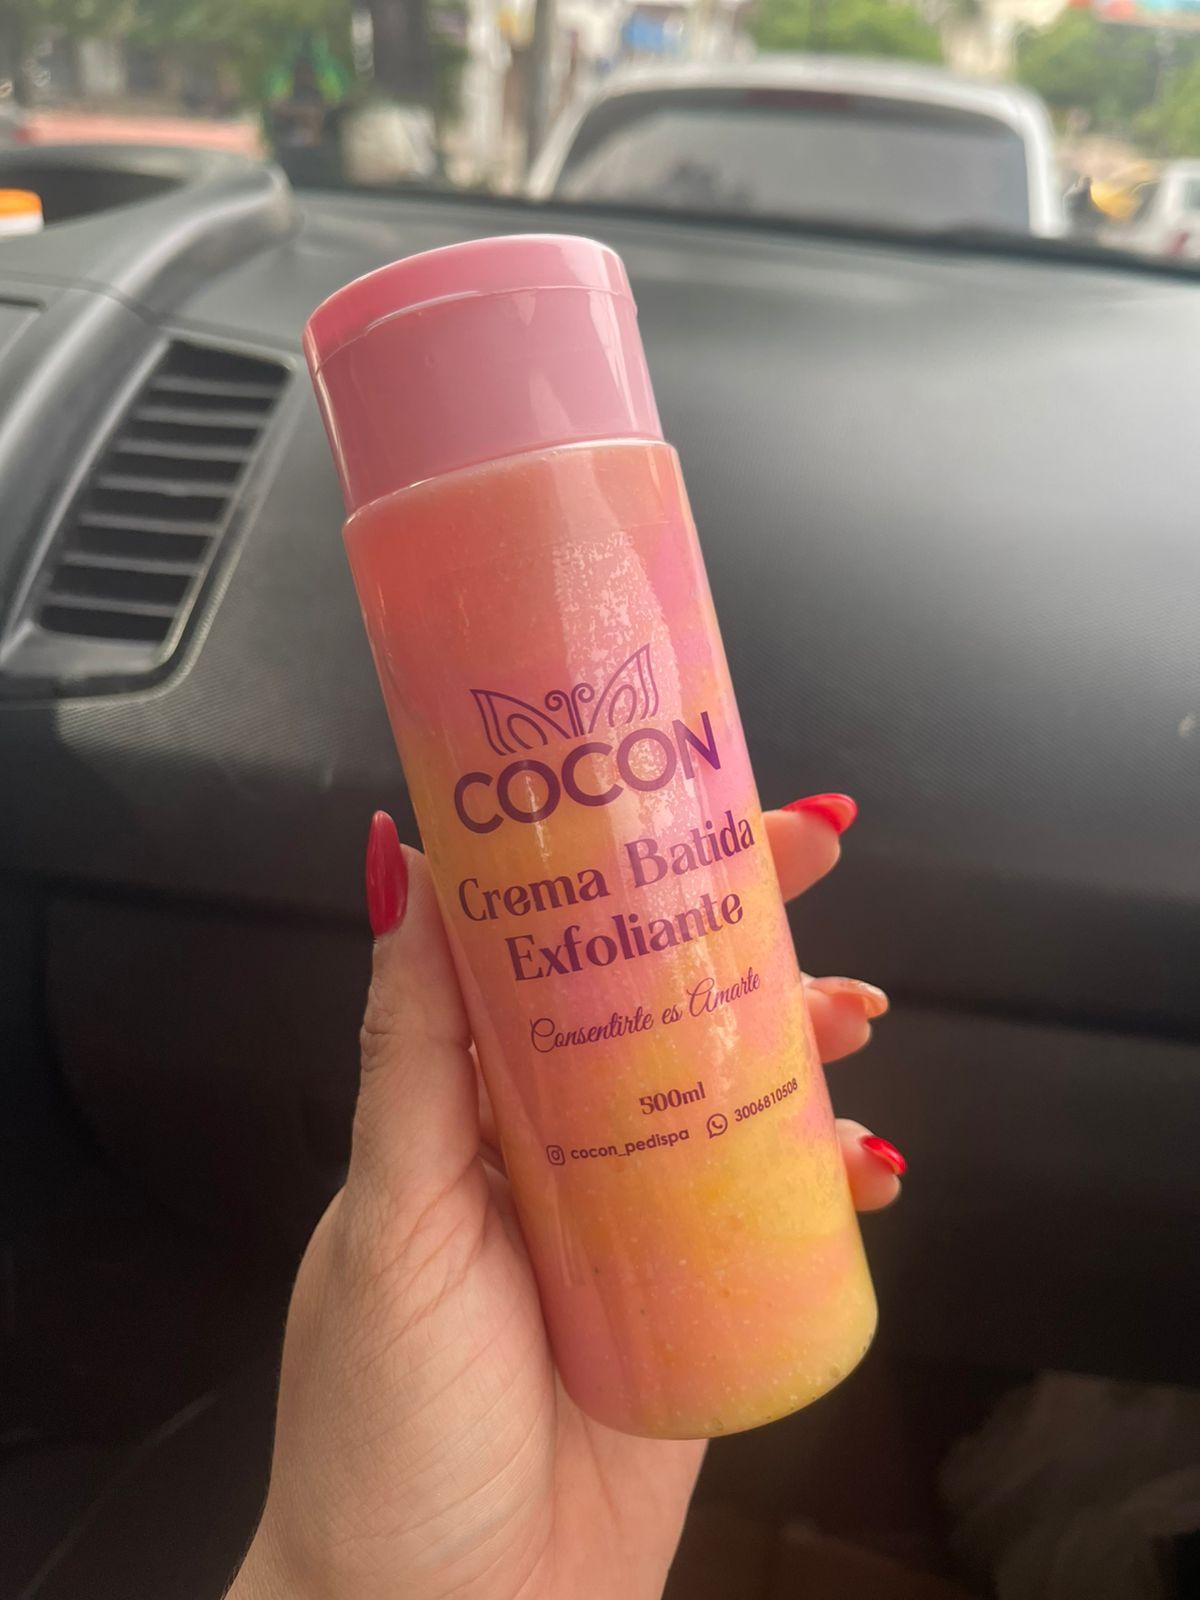 COCON
Crema Batida
Exfoliante
Consentirte es Amarte
500ml
cocon_pedispa 3006810508